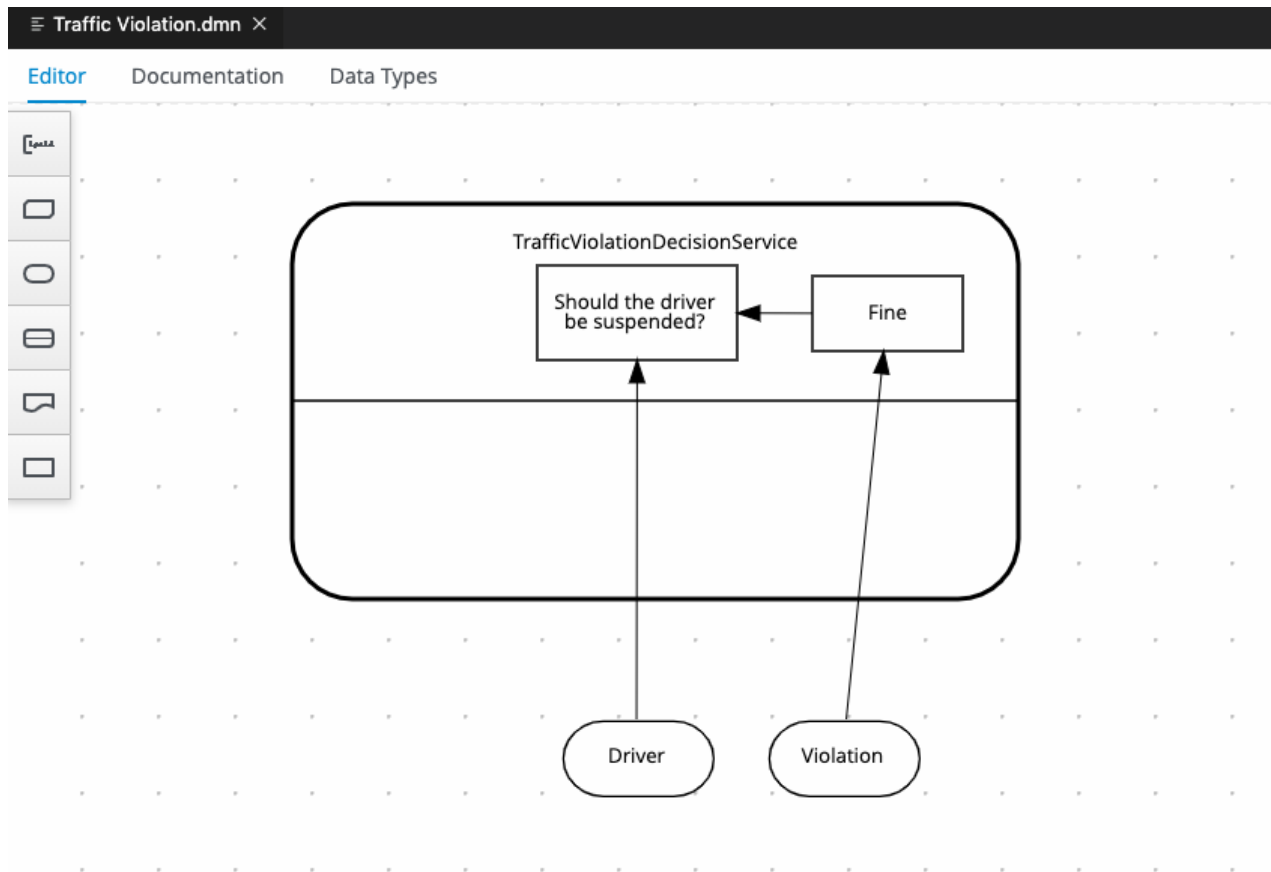 Traffic Violation.dmn
Editor Documentation Data Types
TrafficViolationDecisionService
Should the driver
be suspended?
Fine
Driver
Violation